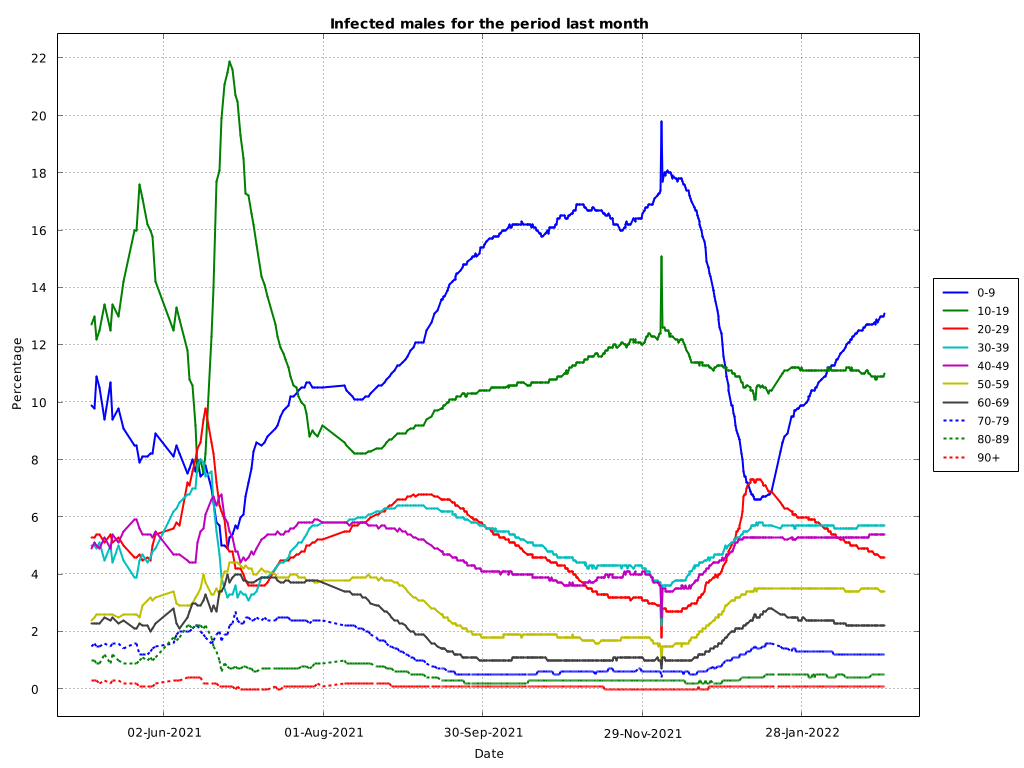 Infected males for the period last month
22
20
18
16
14
12
10
8
6
4
2
0
Percentage
02-Jun-2021
01-Aug-2021
30-Sep-2021
29-Nov-2021
28-Jan-2022
Date
0-9
10-19
20-29
30-39
40-49
50-59
60-69
70-79
80-89
90+